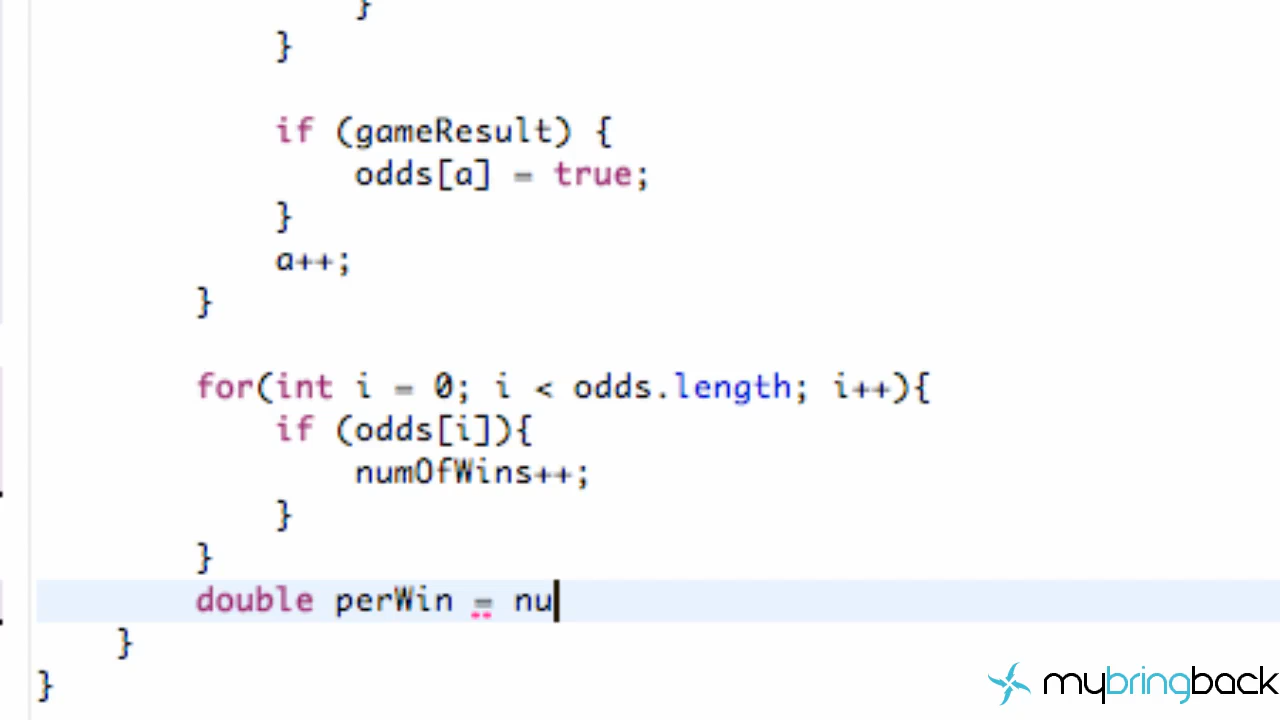 }
}
if (gameResult) {
odds[a] = true;
}
a++;
}
for(int i = 0; i < odds.length; i++){
if (odds[i]){
numOfWins++;
}
}
double perWin = nu
}
}
mybringback